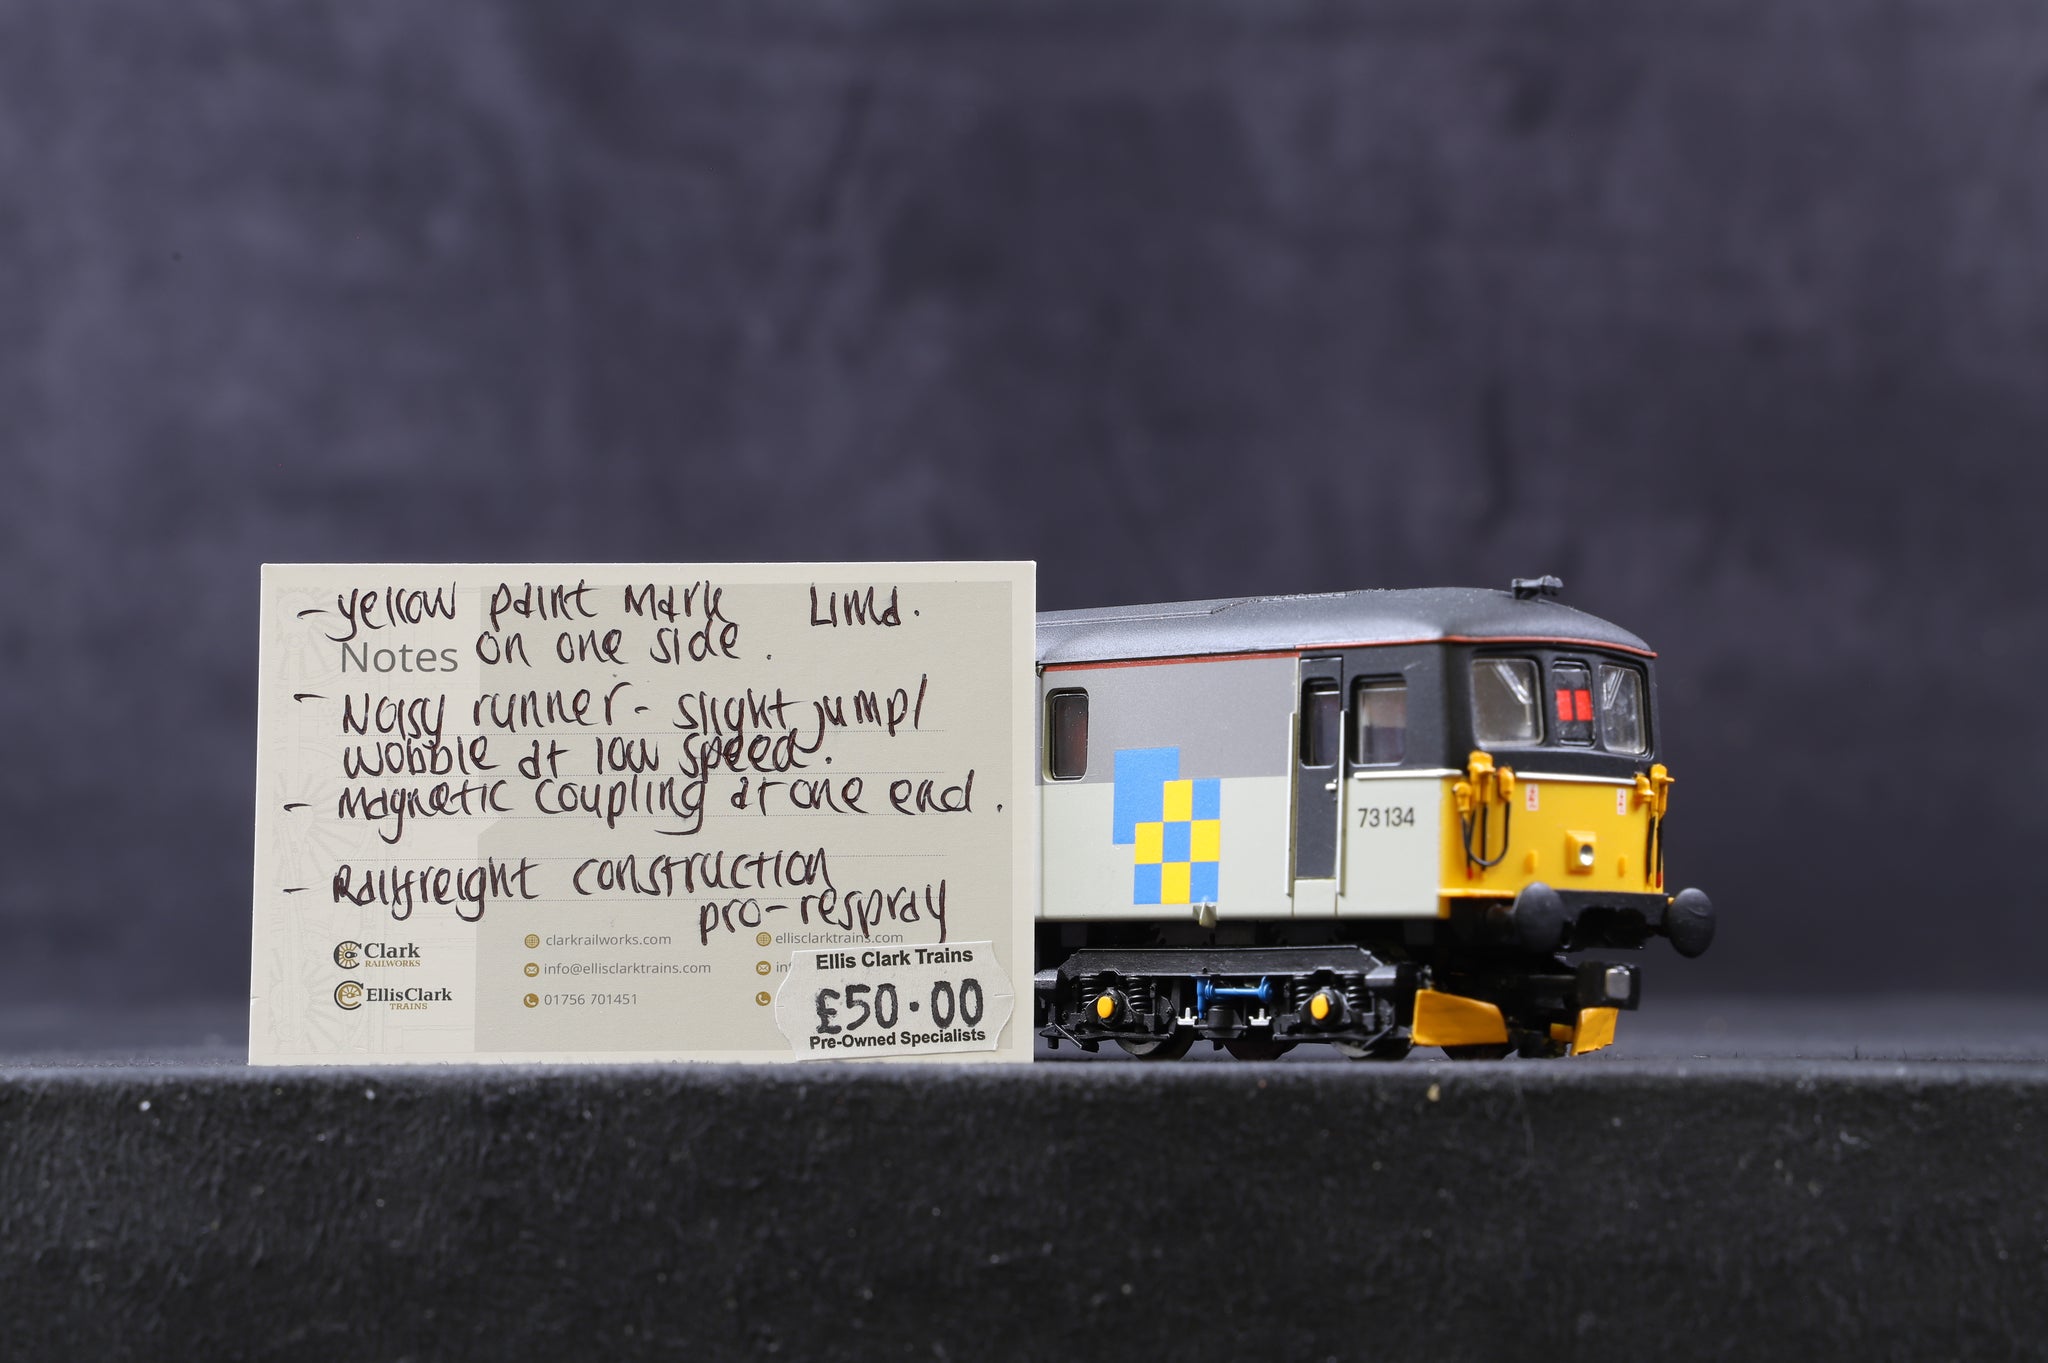 - yellow paint mark Lima.
Notes on one side.
- Noisy runner - slight jump/
wobble at low speed.
- magnetic coupling at one end.
- Railfreight construction
pro-respray
Clark
RAILWORKS
EllisClark
TRAINS
clarkrailworks.com
info@ellisclarktrains.com
01756 701451
ellisclarktrains.com
Ellis Clark Trains
£50.00
Pre-Owned Specialists
73134